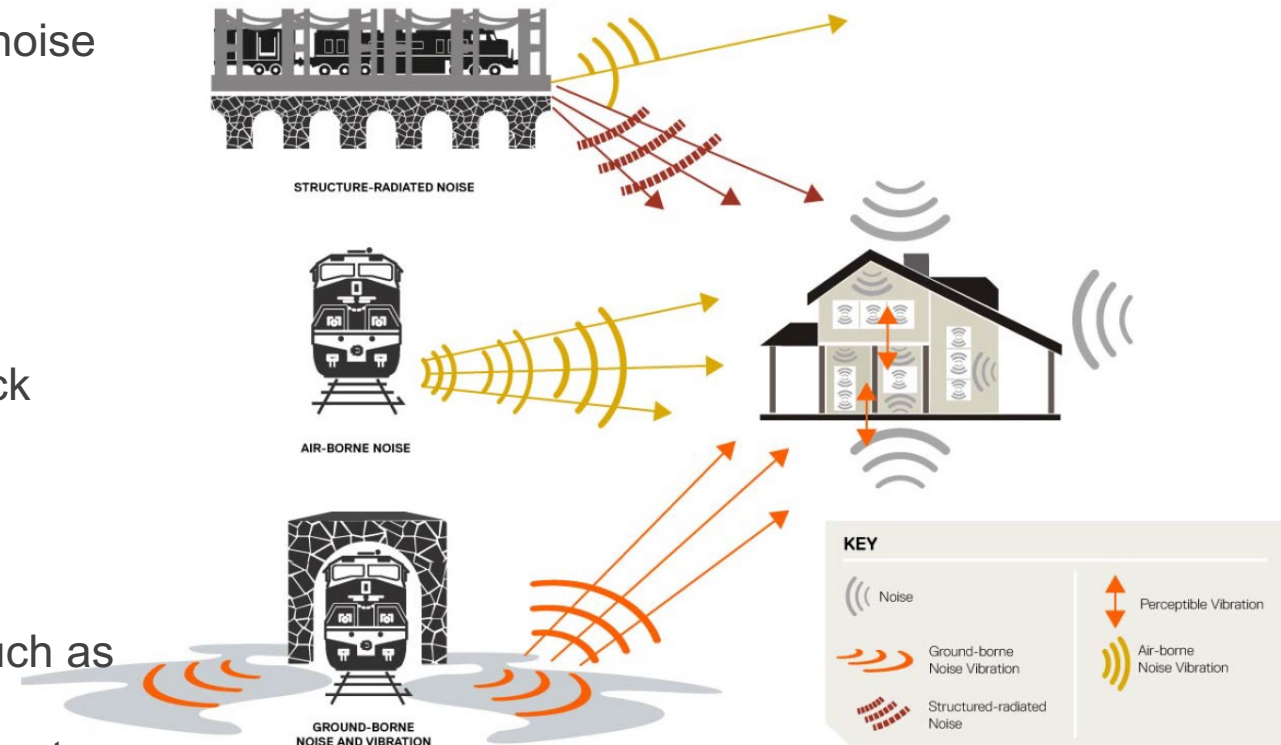 noise
STRUCTURE-RADIATED NOISE
ck
AIR-BORNE NOISE
uch as
GROUND-BORNE
NOISE AND VIBRATION
KEY
Noise
Ground-borne
Noise Vibration
Structured-radiated
Noise
Perceptible Vibration
Air-borne
Noise Vibration